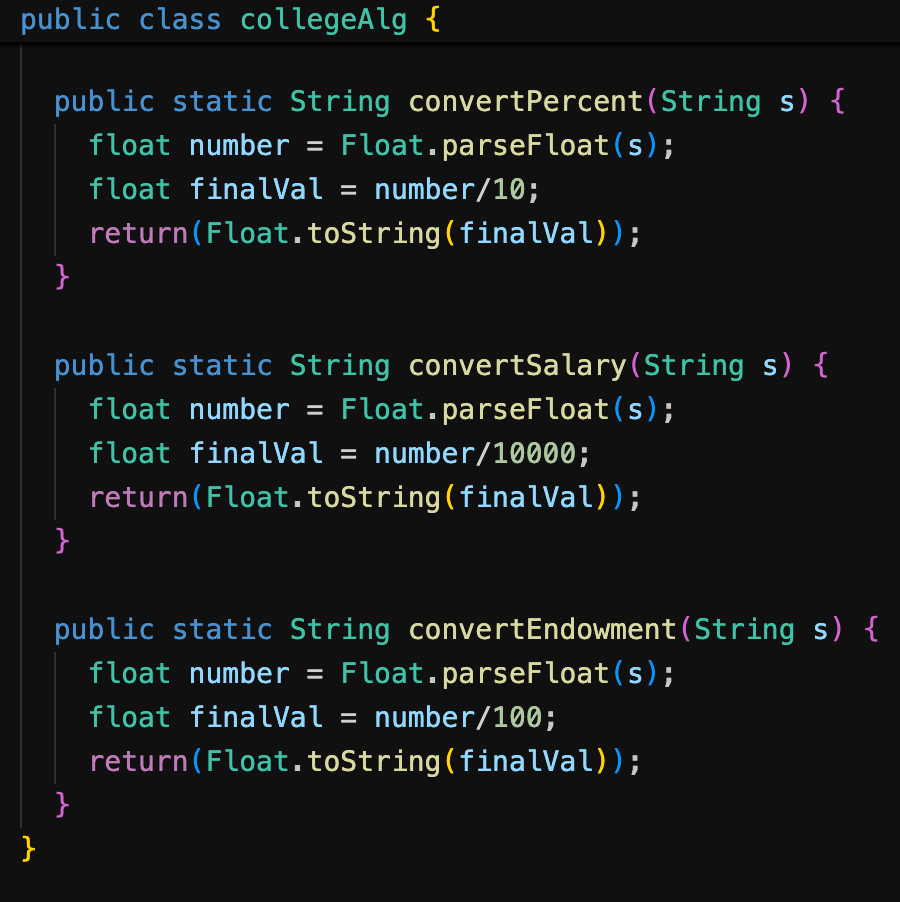 public class collegeAlg {
public static String convertPercent(String s) {
float number = Float.parseFloat(s);
float finalVal = number/10;
return(Float.toString(finalVal));
}
public static String convertSalary(String s) {
float number = Float.parseFloat(s);
float finalVal = number/10000;
return(Float.toString(finalVal));
}
public static String convertEndowment(String s) {
float number = Float.parseFloat(s);
float finalVal = number/100;
return(Float.toString(finalVal));
}
}